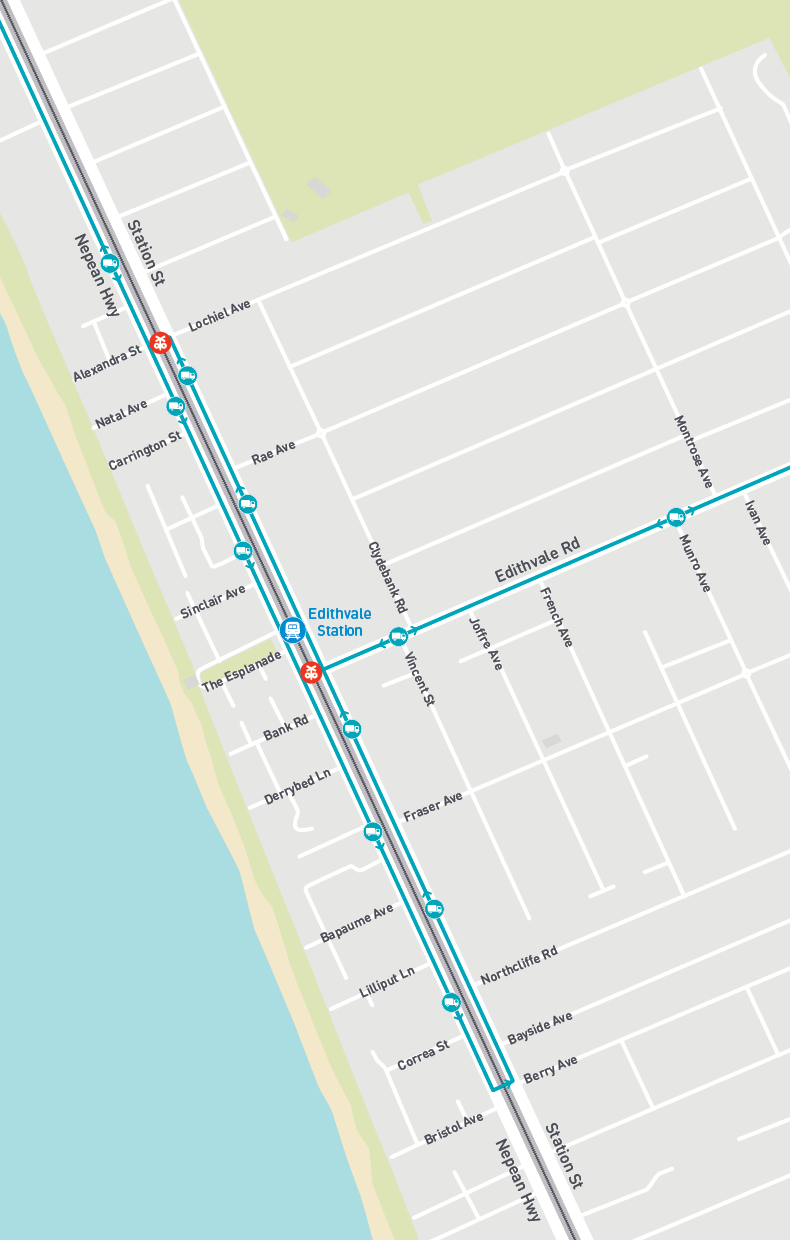 Station St
Nepean Hwy
Lochiel Ave
Alexandra St
Natal Ave
Carrington St
Rae Ave
Montrose Ave
Ivan Ave
Edithvale Rd
Munro Ave
Clydebank Rd
Sinclair Ave
French Ave
Edithvale
Station
Joffre Ave
The Esplanade
Vincent St
Bank Rd
Derrybed Ln
Fraser Ave
Bapaume Ave
Northcliffe Rd
Lilliput Ln
Bayside Ave
Correa St
Berry Ave
Bristol Ave
Station St
Nepean Hwy